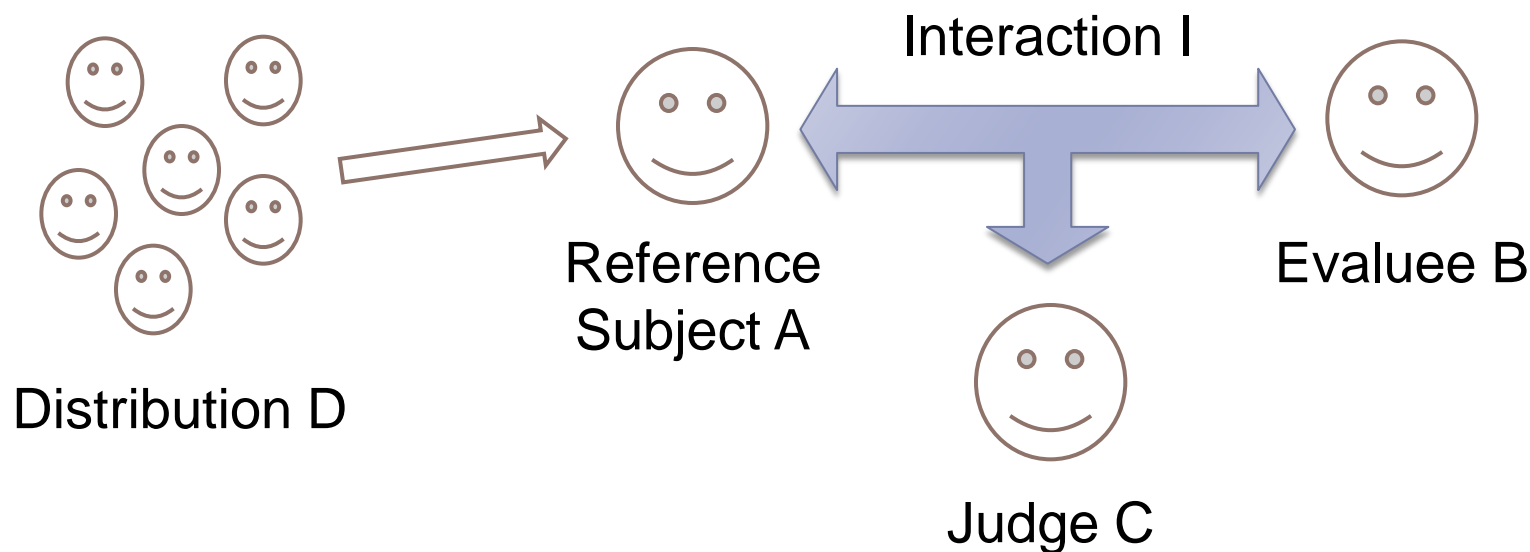 Interaction I
Reference
Subject A
Evaluee B
Distribution D
Judge C